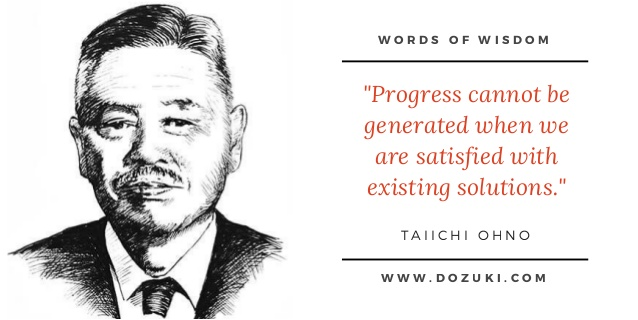 WORDS OF WISDOM
"Progress cannot be
generated when we
are satisfied with
existing solutions."
TAIICHI OHNO
WWW.DOZUKI.COM